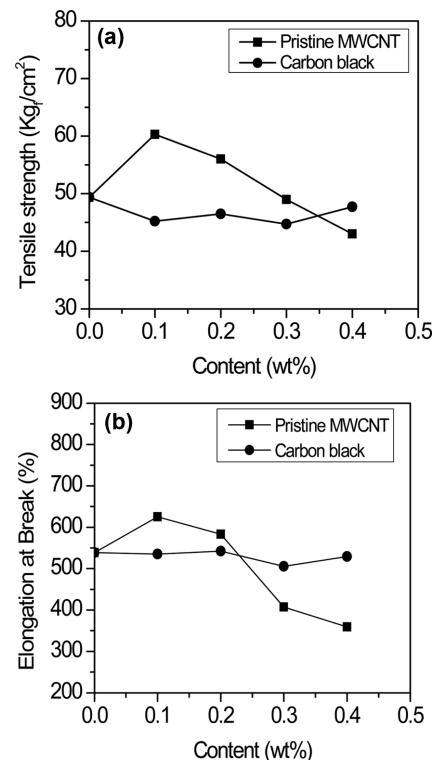 (a)
Pristine MWCNT
Carbon black
80
70
60
50
40
30
Tensile strength (Kgf/cm²)
0.0 0.1 0.2 0.3 0.4 0.5
Content (wt%)
(b)
Pristine MWCNT
Carbon black
900
800
700
600
500
400
300
200
Elongation at Break (%)
0.0 0.1 0.2 0.3 0.4 0.5
Content (wt%)